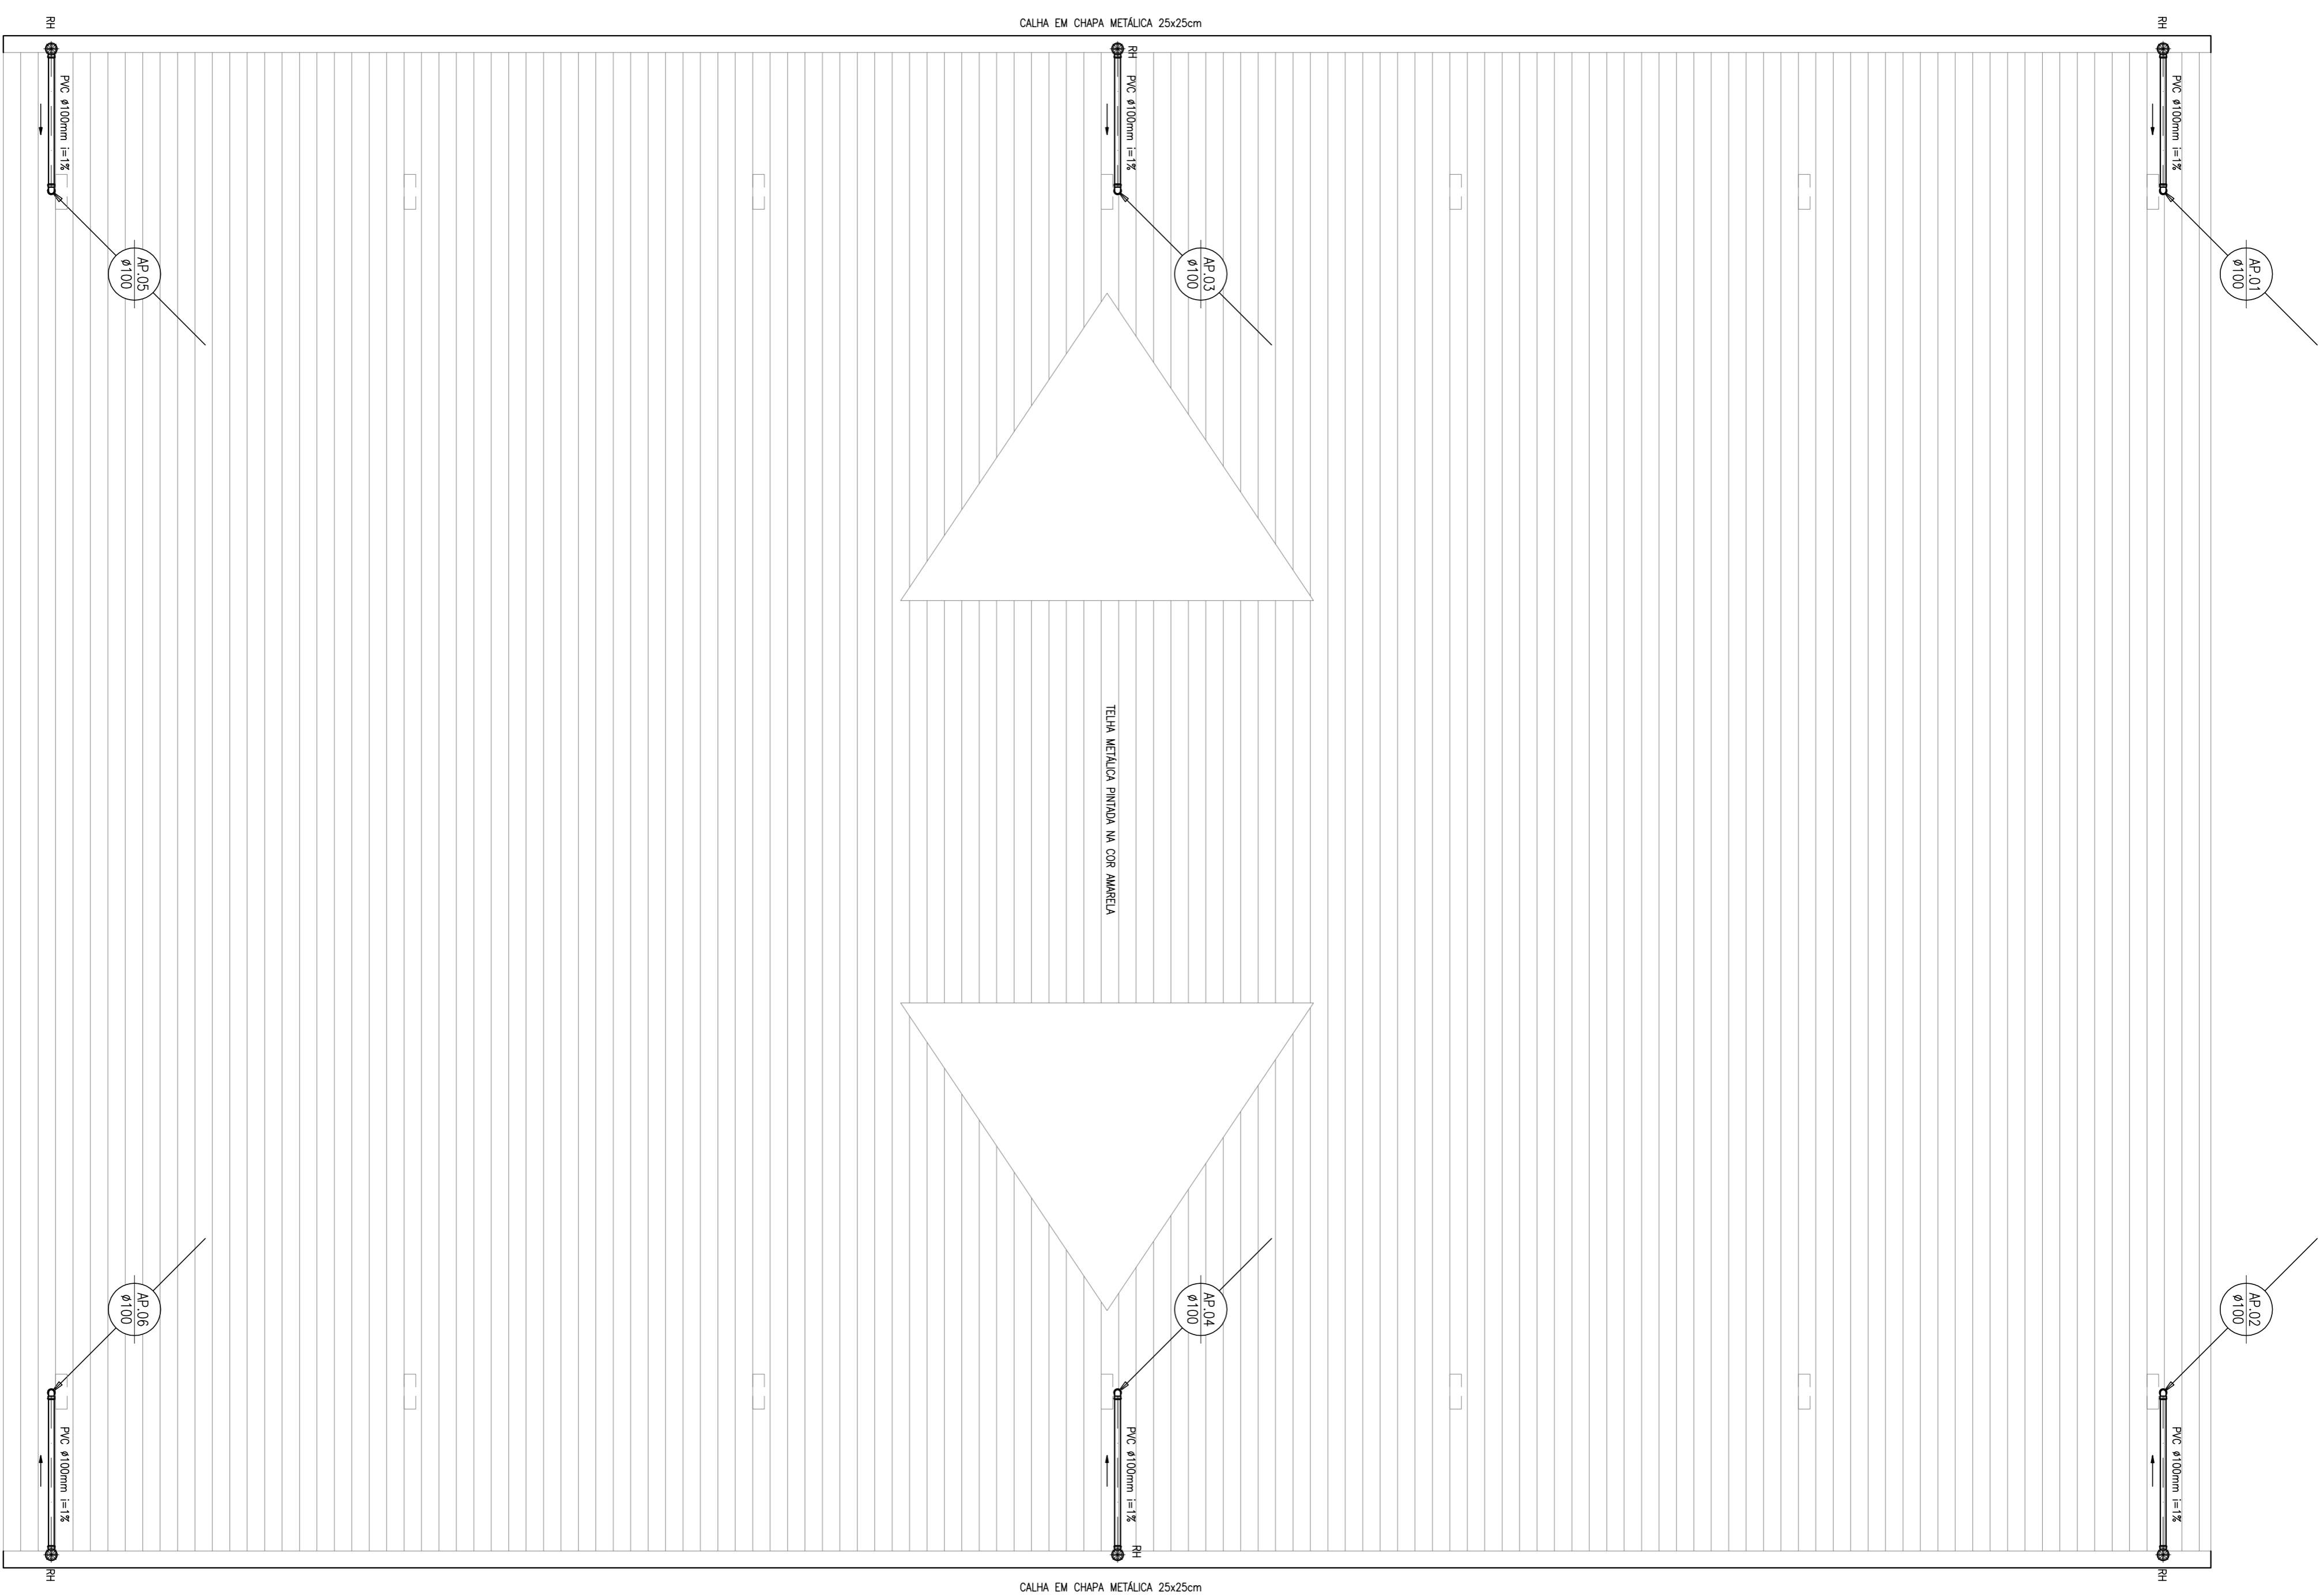 RH
CALHA EM CHAPA METÁLICA 25x25cm
RH
RH
PVC ø100mm i=1%
PVC ø100mm i=1%
PVC ø100mm i=1%
AP.05
ø100
AP.03
ø100
AP.01
ø100
TELHA METÁLICA PINTADA NA COR AMARELA
AP.06
ø100
AP.04
ø100
AP.02
ø100
PVC ø100mm i=1%
PVC ø100mm i=1%
PVC ø100mm i=1%
RH
RH
RH
CALHA EM CHAPA METÁLICA 25x25cm